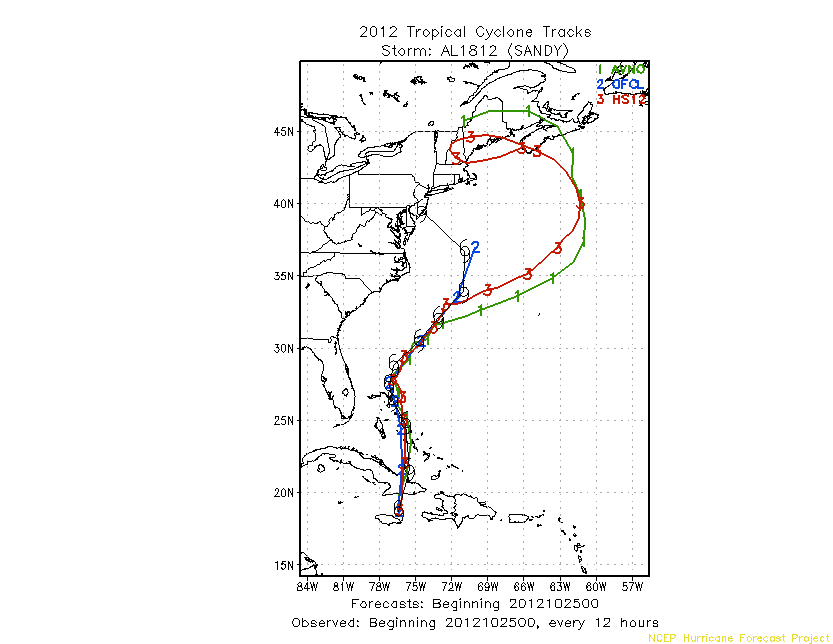 2012 Tropical Cyclone Tracks
Storm: AL1812 (SANDY)
1 AVNO
2 OFCL
3 HS12
45N
40N
35N
30N
25N
20N
15N
84W 81W 78W 75W 72W 69W 66W 63W 60W 57W
Forecasts: Beginning 2012102500
Observed: Beginning 2012102500, every 12 hours
NCEP Hurricane Forecast Project